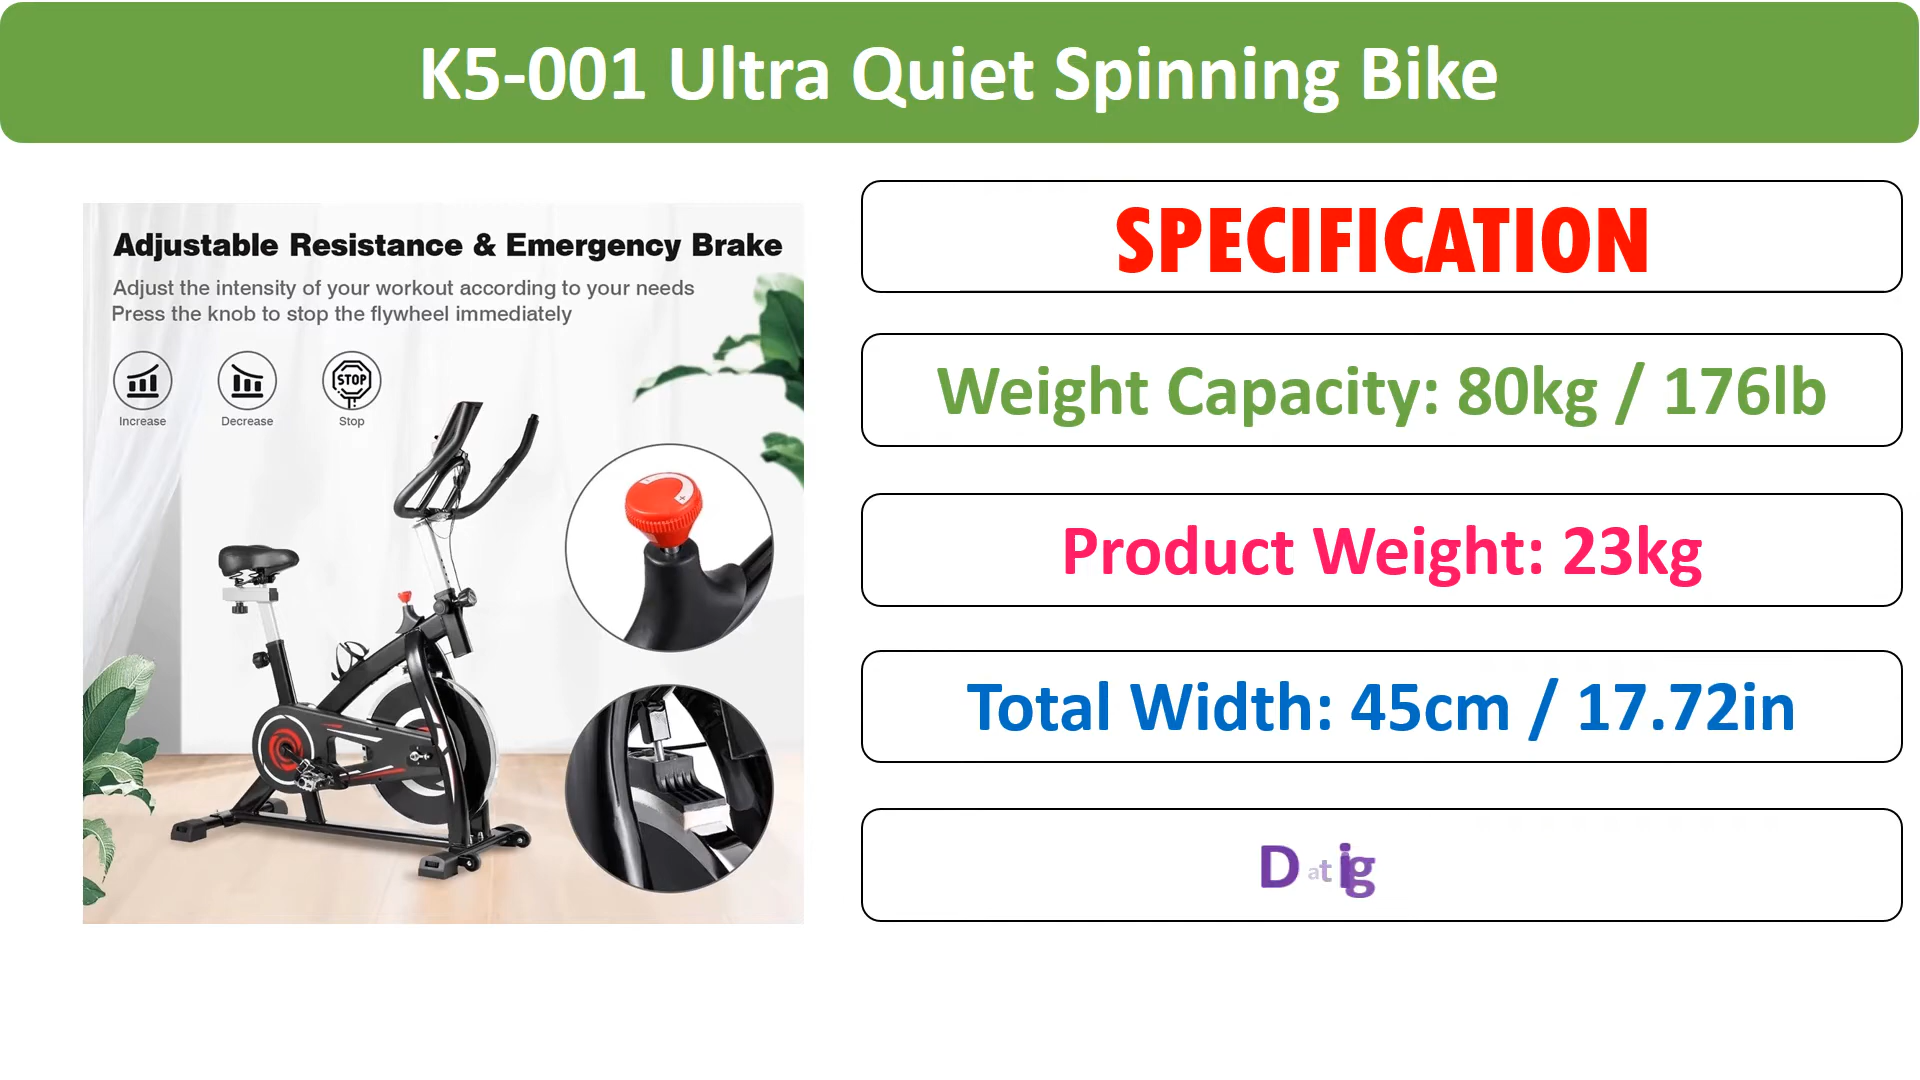 K5-001 Ultra Quiet Spinning Bike
Adjustable Resistance & Emergency Brake
Adjust the intensity of your workout according to your needs
Press the knob to stop the flywheel immediately
STOP
Increase
Decrease
Stop
SPECIFICATION
Weight Capacity: 80kg / 176lb
Product Weight: 23kg
Total Width: 45cm / 17.72in